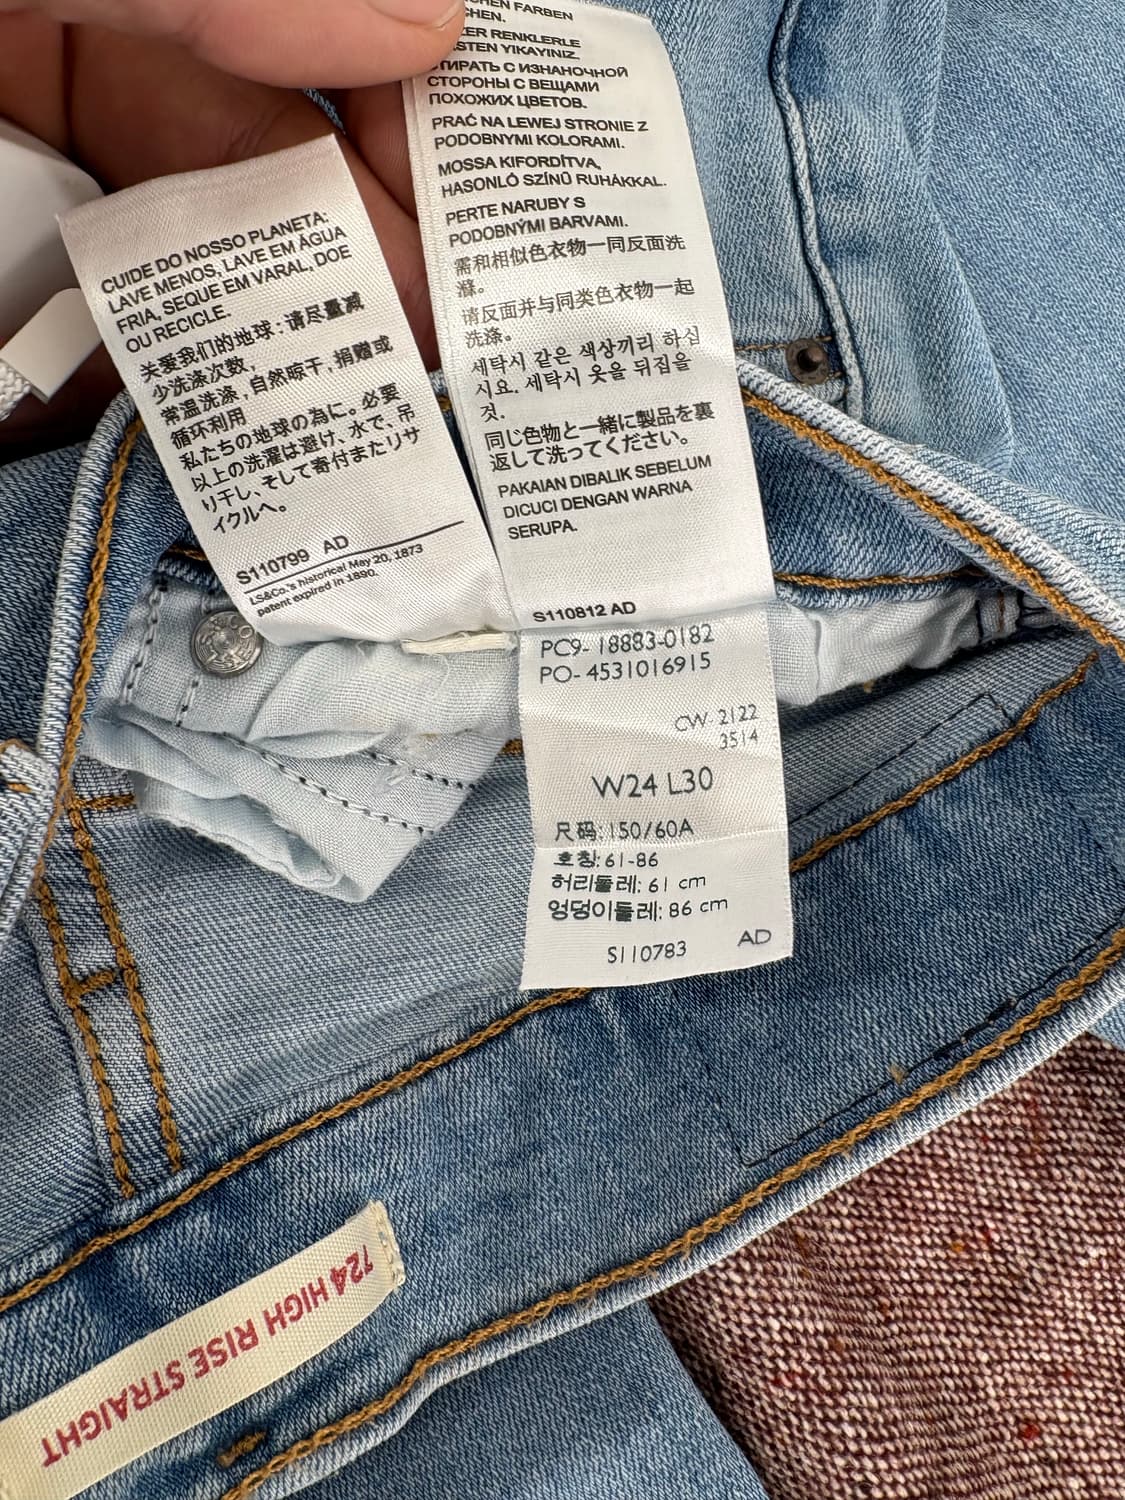 CUIDE DO NOSSO PLANETA:
LAVE MENOS, LAVE EM ÁGUA
FRIA, SEQUE EM VARAL, DOE
OU RECICLE.
关爱我们的地球:请尽量减
少洗涤次数,
常温洗涤,自然晾干,捐赠或
循环利用
私たちの地球の為に。必要
以上の洗濯は避け、水で、吊
り干し、そして寄付またリサ
イクルへ。
S110799 AD
LS&Co.'s historical May 20, 1873
patent expired in 1890.
FARBEN
RENKLERLE
YIKAYINIZ.
С ИЗНАНОЧНОЙ
СТОРОНЫ С ВЕЩАМИ
ПОХОЖИХ ЦВЕТОВ.
PRAĆ NA LEWEJ STRONIE Z
PODOBNYMI KOLORAMI.
MOSSA KIFORDÍTVA,
HASONLÓ SZÍNŰ RUHÁKKAL.
PERTE NARUBY S
PODOBNÝMI BARVAMI.
需和相似色衣物一同反面洗
滌。
请反面并与同类色衣物一起
洗涤。
세탁시 같은 색상끼리 하십
시요. 세탁시 옷을 뒤집을
것.
同じ色物と一緒に製品を裏
返して洗ってください。
PAKAIAN DIBALIK SEBELUM
DICUCI DENGAN WARNA
SERUPA.
S110812 AD
PC9- 18883-0182
PO- 4531016915
CW 2122
3514
W24 L30
尺码: 150/60A
호칭: 61-86
허리둘레: 61 cm
엉덩이둘레: 86 cm
S110783 AD
724 HIGH RISE STRAIGHT